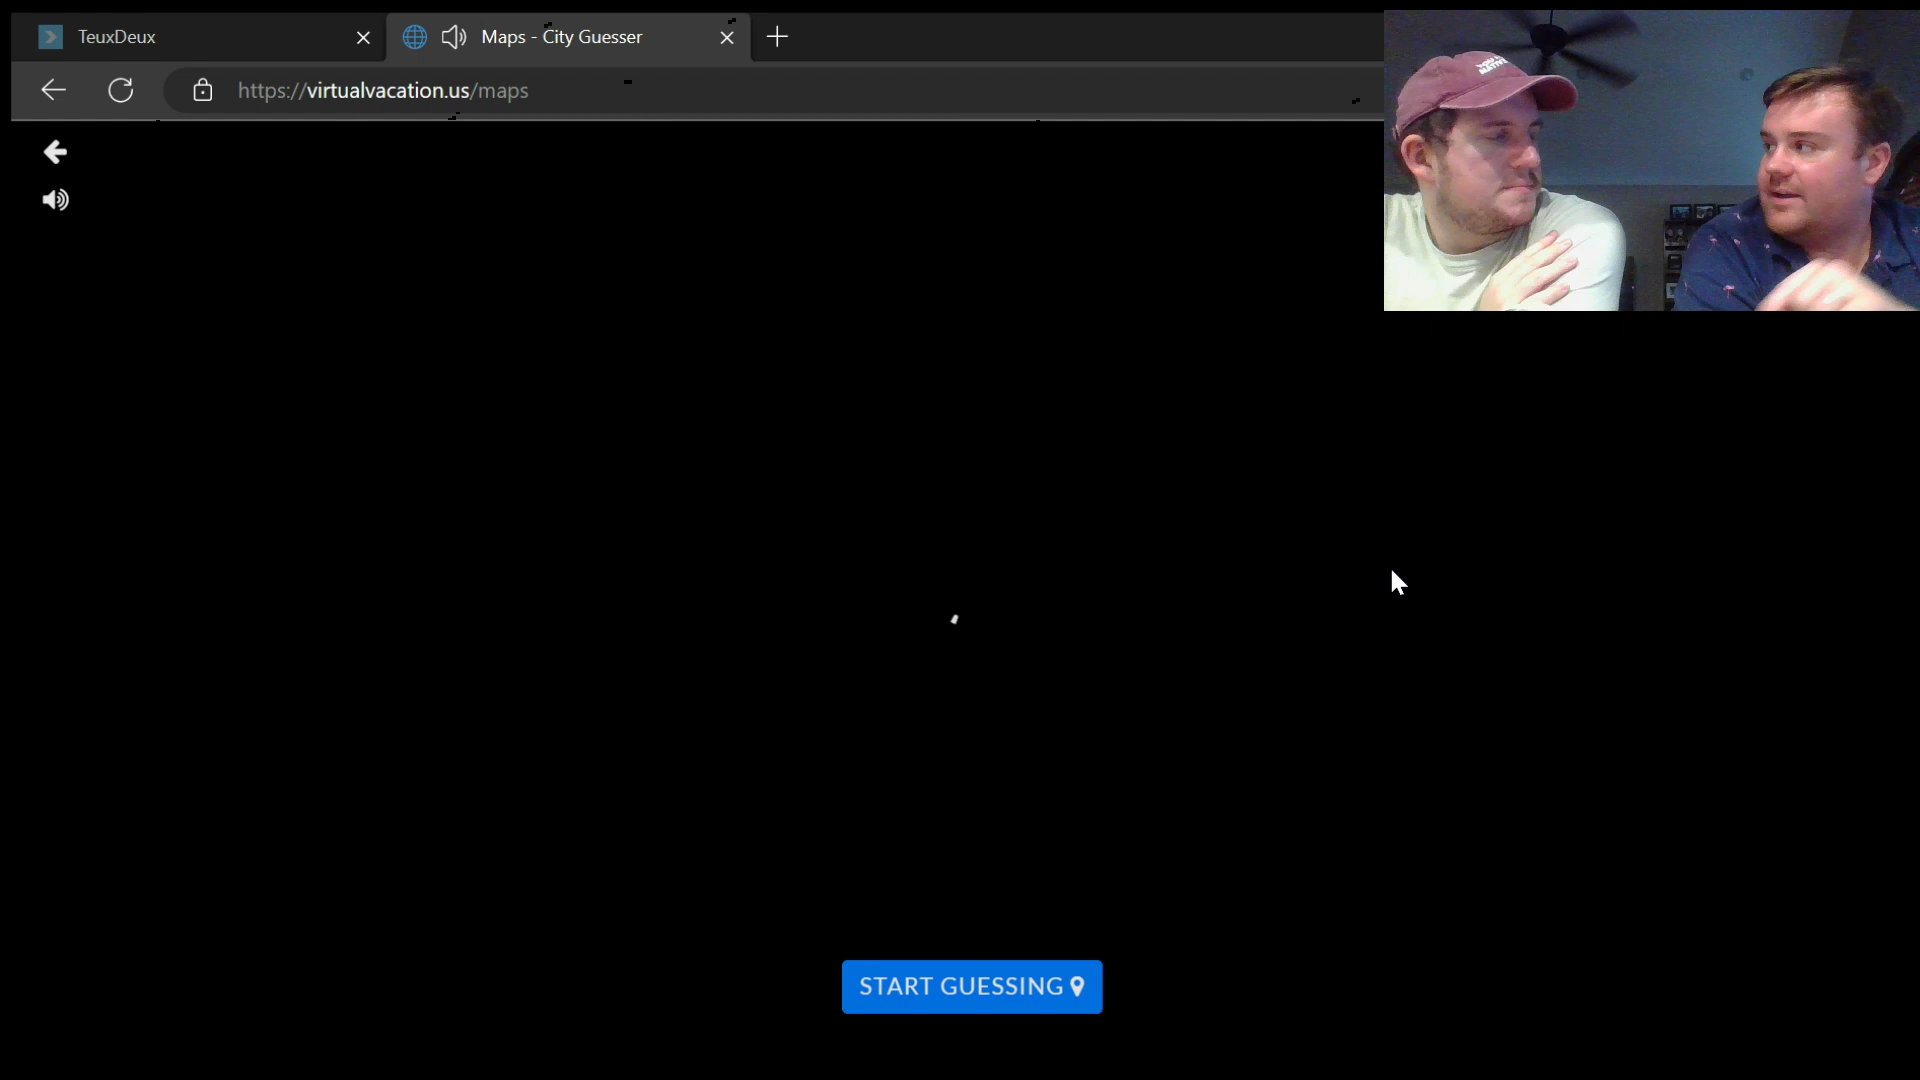 TeuxDeux
Maps - City Guesser
https://virtualvacation.us/maps
START GUESSING